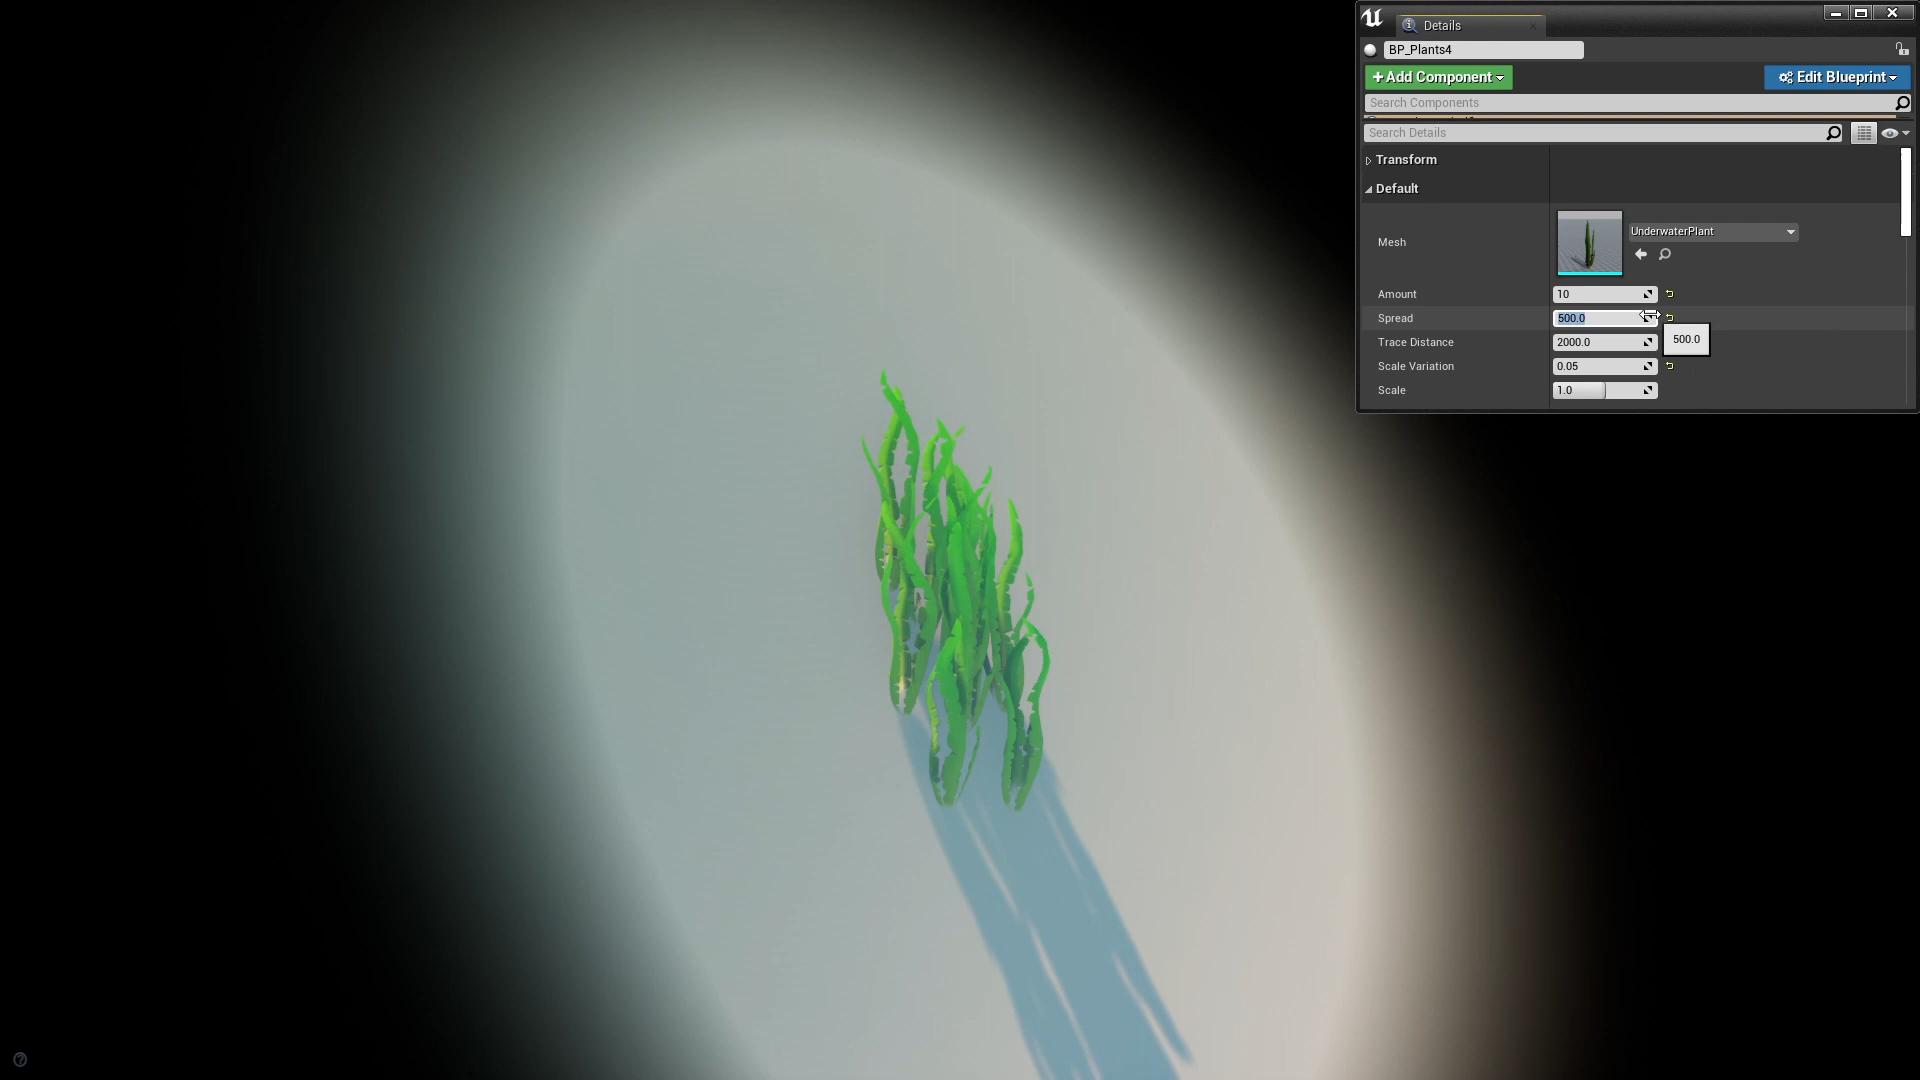 Details
BP_Plants4
+Add Component
Edit Blueprint
Search Components
Search Details
Transform
Default
Mesh
UnderwaterPlant
Amount
10
Spread
500.0
500.0
Trace Distance
2000.0
Scale Variation
0.05
Scale
1.0